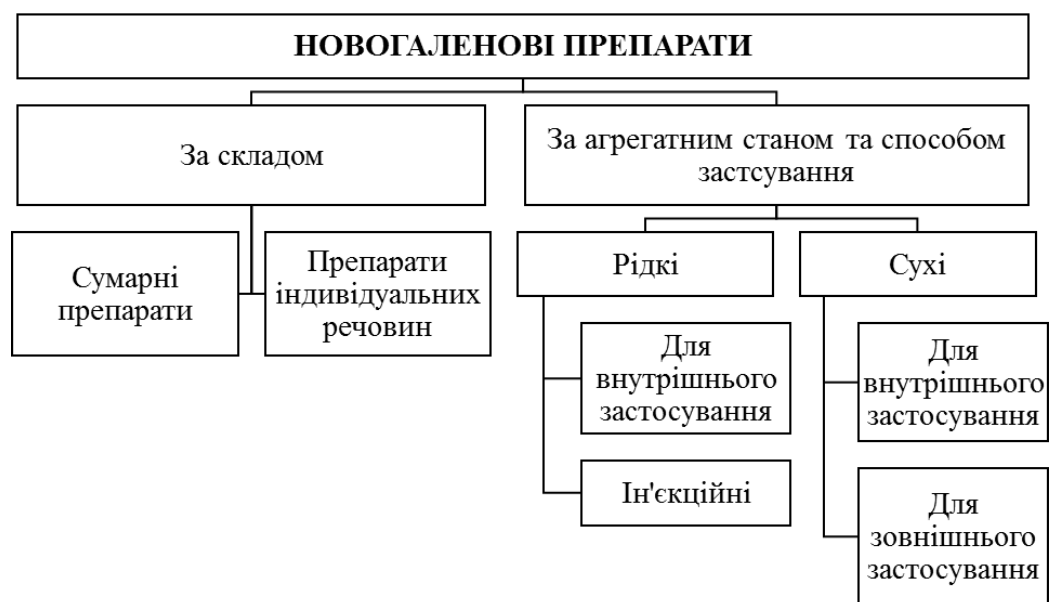 НОВОГАЛЕНОВІ ПРЕПАРАТИ
За складом
За агрегатним станом та способом
застсування
Сумарні
препарати
Препарати
індивідуальних
речовин
Рідкі
Для
внутрішнього
застосування
Ін'єкційні
Сухі
Для
внутрішнього
застосування
Для
зовнішнього
застосування